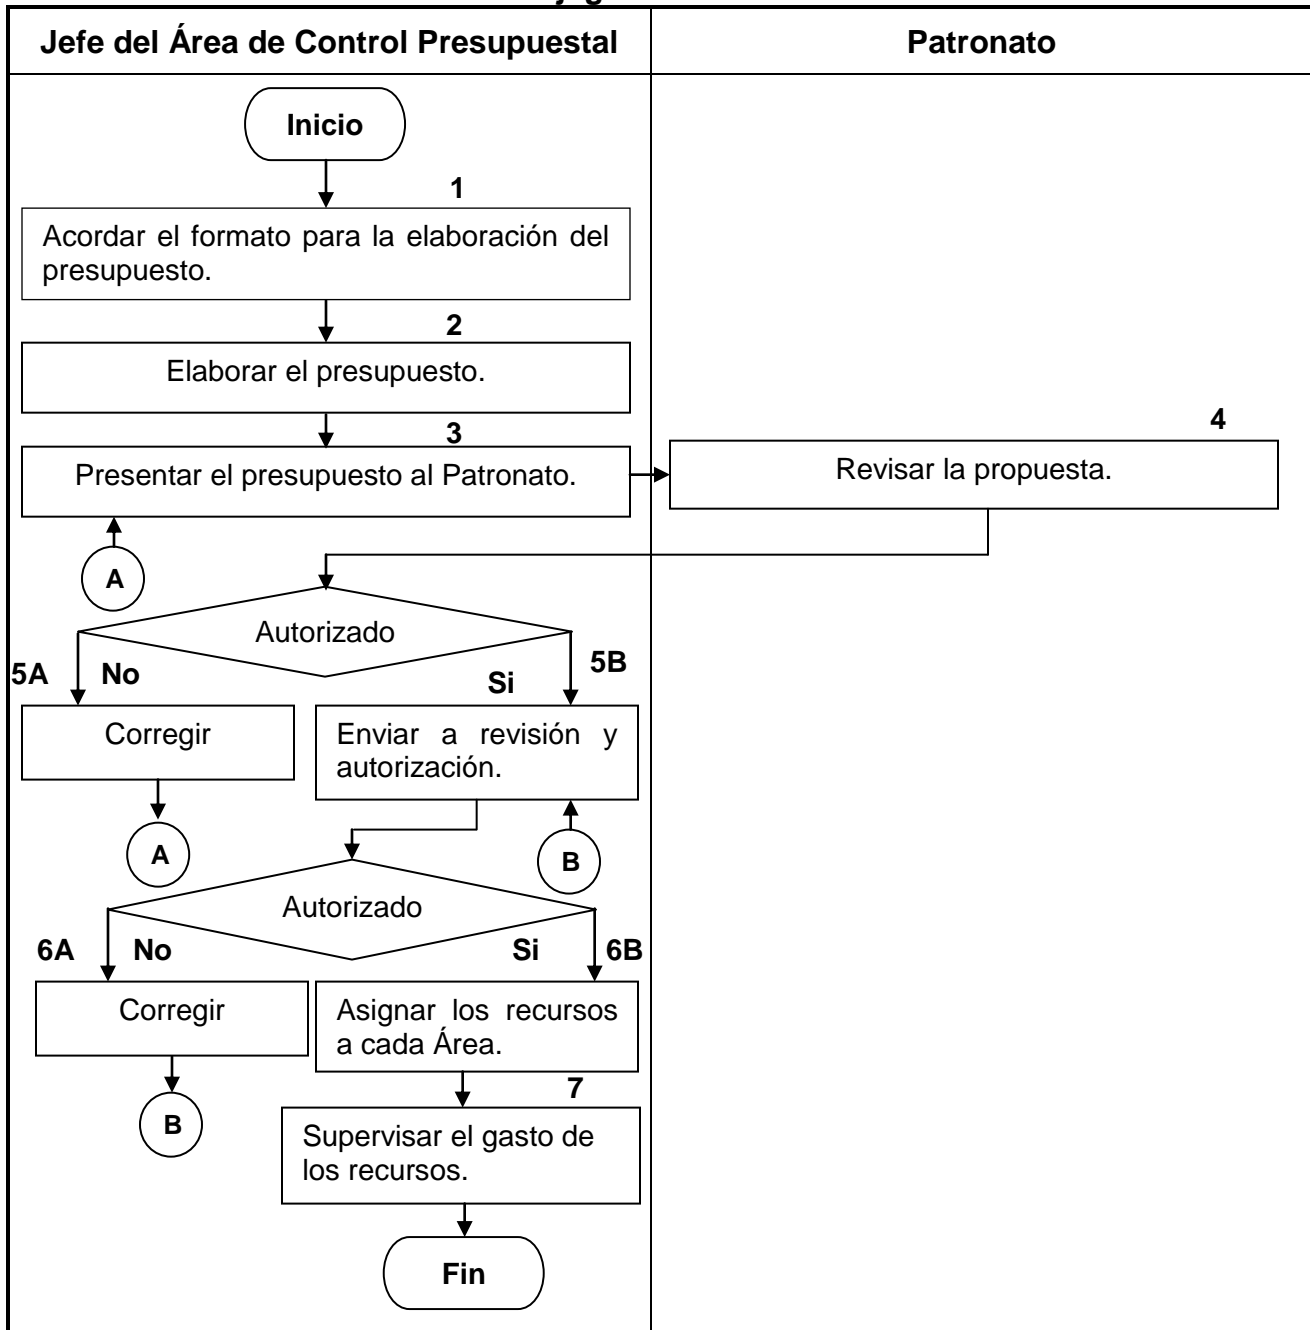 Jefe del Área de Control Presupuestal
Patronato
Inicio
1
Acordar el formato para la elaboración del
presupuesto.
2
Elaborar el presupuesto.
3
Presentar el presupuesto al Patronato.
4
Revisar la propuesta.
A
Autorizado
5A
No
Si
5B
Corregir
Enviar a revisión y
autorización.
A
B
Autorizado
6A
No
Si
6B
Corregir
Asignar los recursos
a cada Área.
B
7
Supervisar el gasto de
los recursos.
Fin